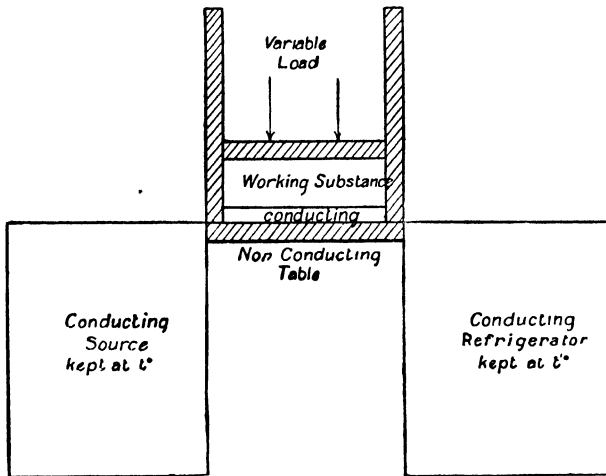 Variable
Load
Working Substance
conducting
Non Conducting
Table
Conducting
Source
kept at t°
Conducting
Refrigerator
kept at t°